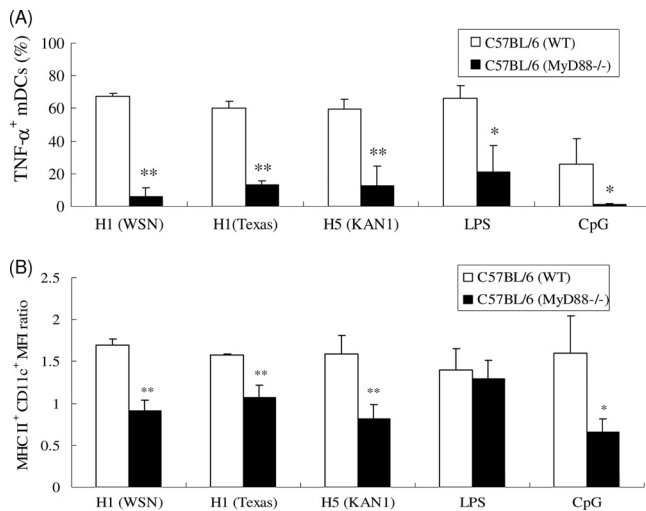 (A)
TNF-α⁺ mDCs (%)
100
80
60
40
20
0
C57BL/6 (WT)
C57BL/6 (MyD88-/-)
** ** ** * *
H1 (WSN) H1(Texas) H5 (KAN1) LPS CpG
(B)
MHC II⁺ CD11c⁺ MFI ratio
2.5
2
1.5
1
0.5
0
C57BL/6 (WT)
C57BL/6 (MyD88-/-)
** ** ** *
H1 (WSN) H1 (Texas) H5 (KAN1) LPS CpG